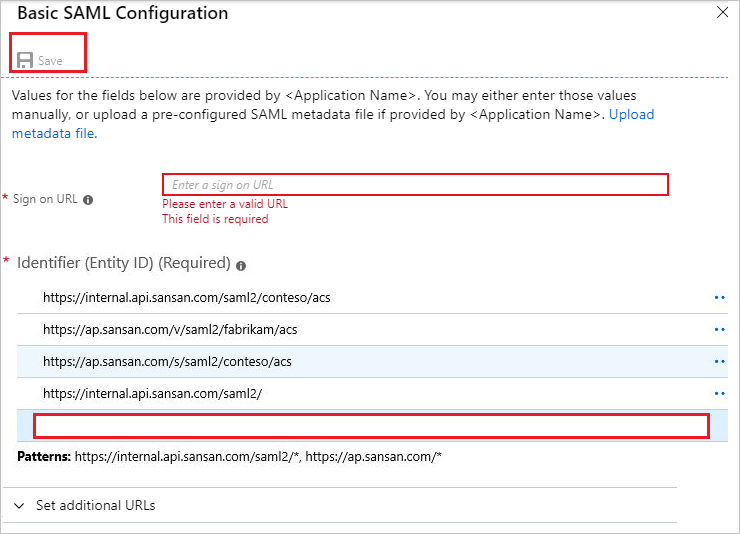 Basic SAML Configuration
Save
Values for the fields below are provided by <Application Name>. You may either enter those values
manually, or upload a pre-configured SAML metadata file if provided by <Application Name>. Upload
metadata file.
* Sign on URL
Enter a sign on URL
Please enter a valid URL
This field is required
* Identifier (Entity ID) (Required)
https://internal.api.sansan.com/saml2/conteso/acs
https://ap.sansan.com/v/saml2/fabrikam/acs
https://ap.sansan.com/s/saml2/conteso/acs
https://internal.api.sansan.com/saml2/
Patterns: https://internal.api.sansan.com/saml2/*, https://ap.sansan.com/*
Set additional URLs